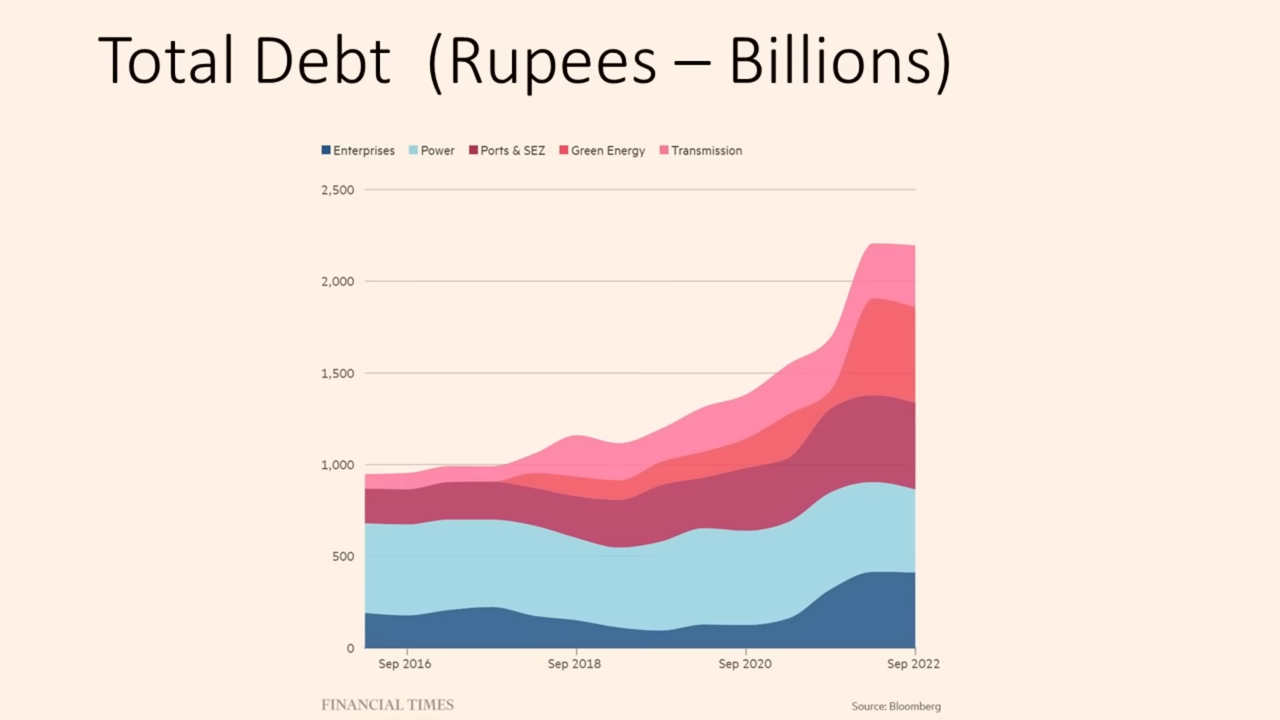 Total Debt (Rupees – Billions)
Enterprises Power Ports & SEZ Green Energy Transmission
2,500
2,000
1,500
1,000
500
0
Sep 2016 Sep 2018 Sep 2020 Sep 2022
FINANCIAL TIMES Source: Bloomberg